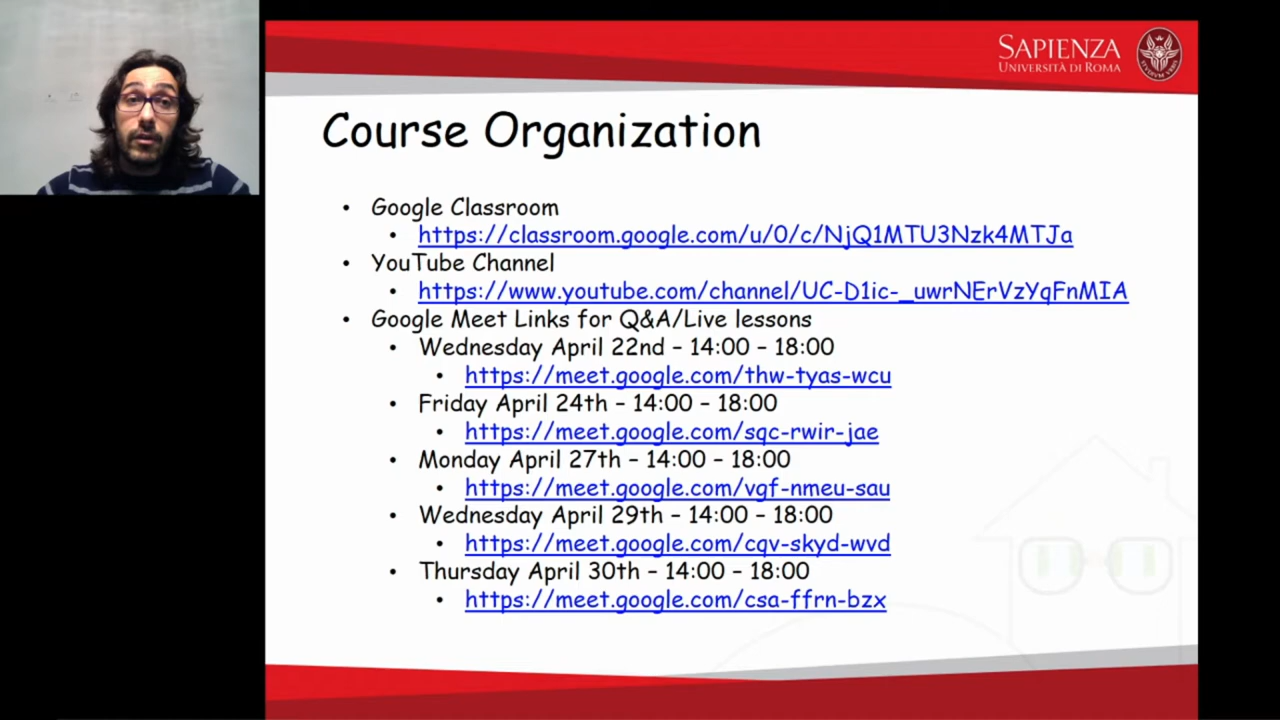 SAPIENZA
UNIVERSITÀ DI ROMA
Course Organization
• Google Classroom
• https://classroom.google.com/u/0/c/NjQ1MTU3Nzk4MTJa
• YouTube Channel
• https://www.youtube.com/channel/UC-D1ic-_uwrNErVzYqFnMIA
• Google Meet Links for Q&A/Live lessons
• Wednesday April 22nd – 14:00 – 18:00
• https://meet.google.com/thw-tyas-wcu
• Friday April 24th – 14:00 – 18:00
• https://meet.google.com/sqc-rwir-jae
• Monday April 27th – 14:00 – 18:00
• https://meet.google.com/vgf-nmeu-sau
• Wednesday April 29th – 14:00 – 18:00
• https://meet.google.com/cqv-skyd-wvd
• Thursday April 30th – 14:00 – 18:00
• https://meet.google.com/csa-ffrn-bzx